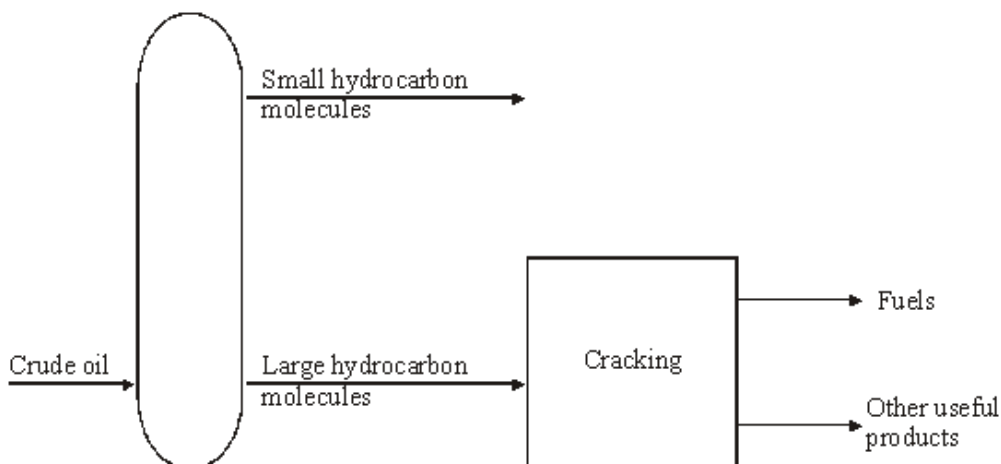 Small hydrocarbon
molecules
Crude oil
Large hydrocarbon
molecules
Cracking
Fuels
Other useful
products